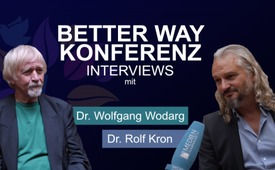 BETTER WAY
KONFERENZ
INTERVIEWS
mit
Dr. Wolfgang Wodarg
Dr. Rolf Kron